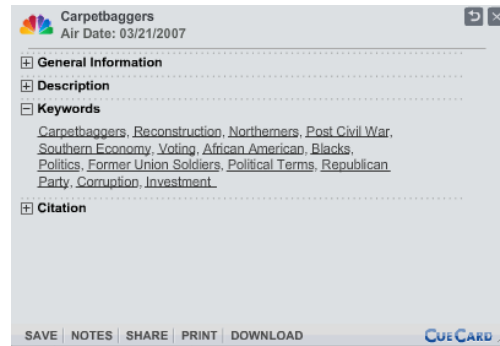 Carpetbaggers
Air Date: 03/21/2007
General Information
Description
Keywords
Carpetbaggers, Reconstruction, Northerners, Post Civil War,
Southern Economy, Voting, African American, Blacks,
Politics, Former Union Soldiers, Political Terms, Republican
Party, Corruption, Investment
Citation
SAVE NOTES SHARE PRINT DOWNLOAD CUECARD